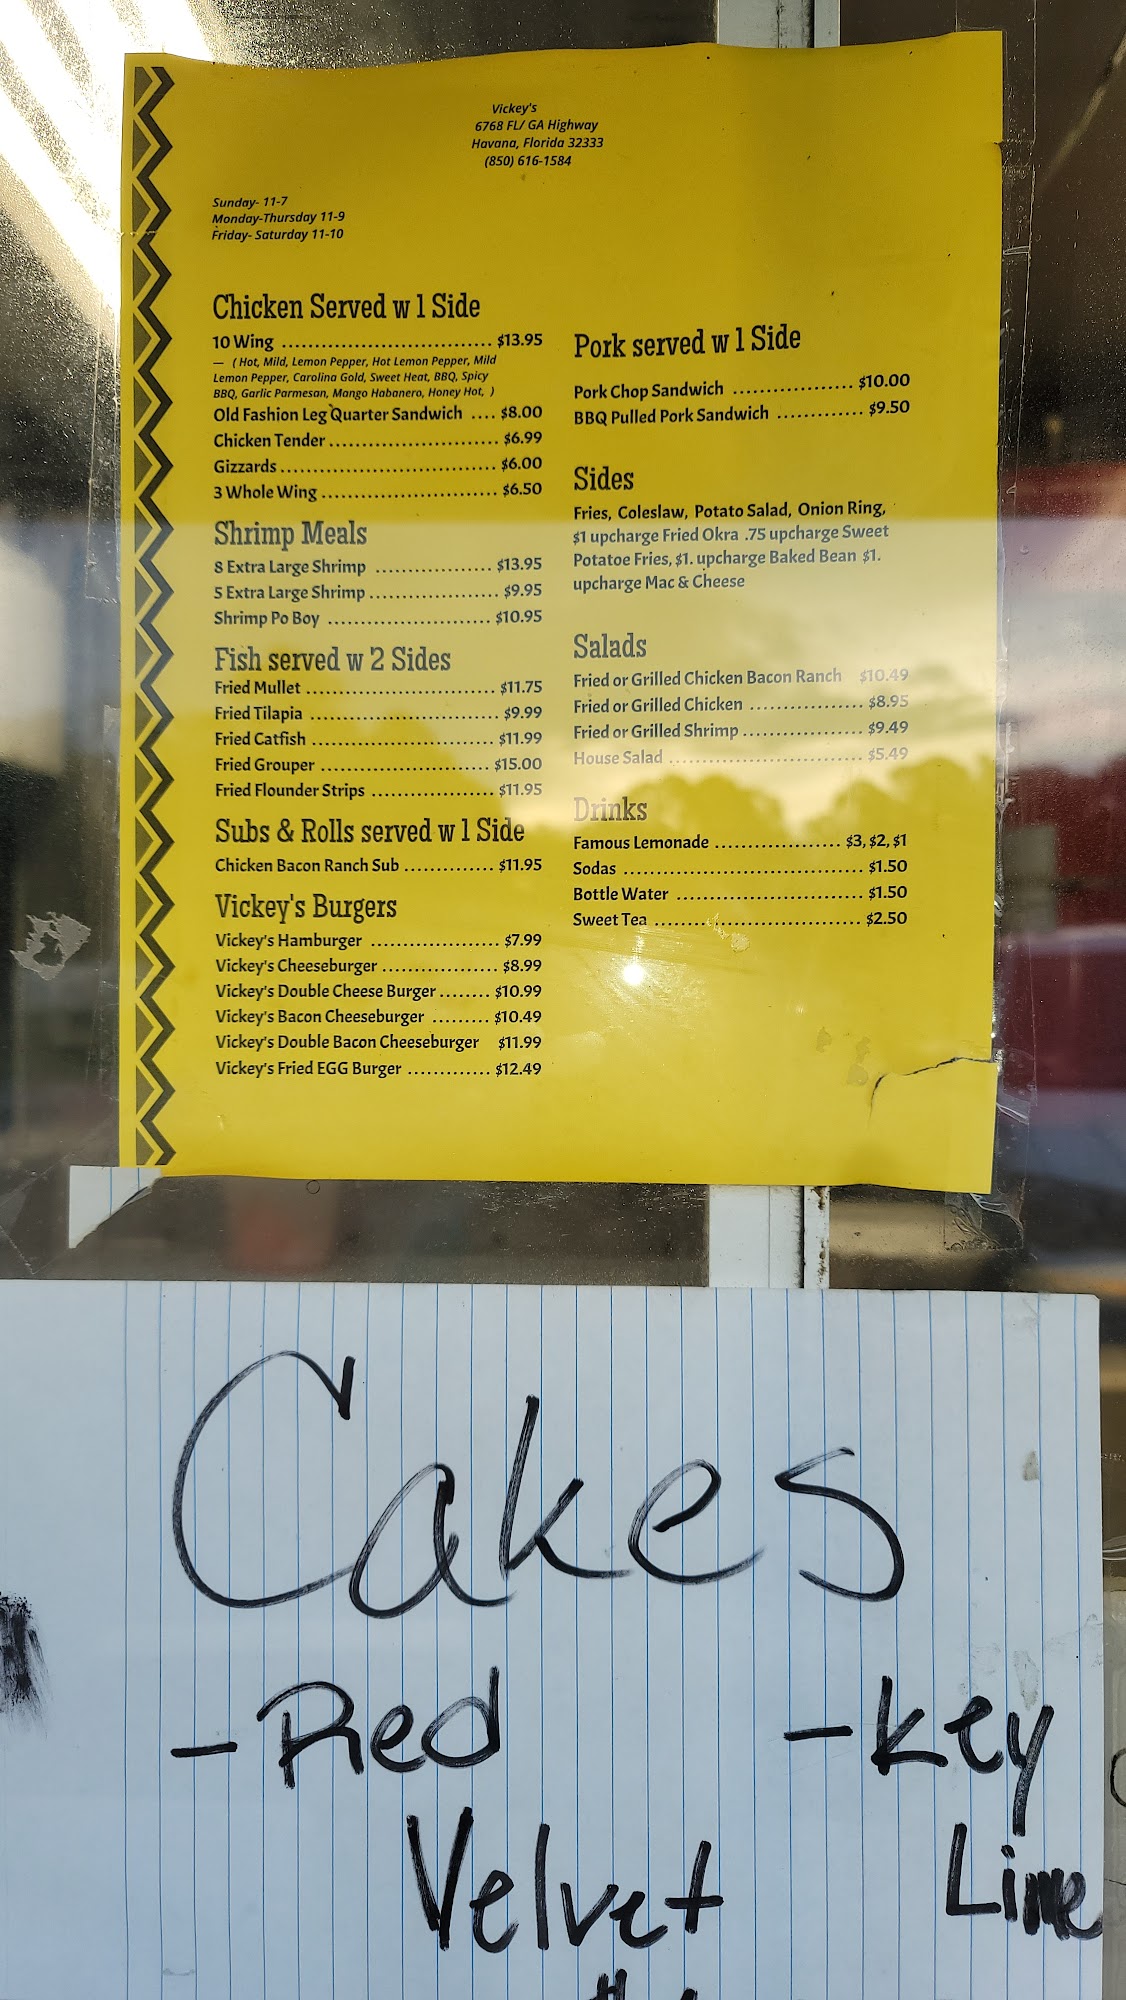 Vickey's
6768 FL/ GA Highway
Havana, Florida 32333
(850) 616-1584
Sunday- 11-7
Monday-Thursday 11-9
Friday- Saturday 11-10
Chicken Served w 1 Side
10 Wing ................................ $13.95
— ( Hot, Mild, Lemon Pepper, Hot Lemon Pepper, Mild
Lemon Pepper, Carolina Gold, Sweet Heat, BBQ, Spicy
BBQ, Garlic Parmesan, Mango Habanero, Honey Hot, )
Old Fashion Leg Quarter Sandwich .... $8.00
Chicken Tender .......................... $6.99
Gizzards ................................. $6.00
3 Whole Wing ........................... $6.50
Shrimp Meals
8 Extra Large Shrimp ................. $13.95
5 Extra Large Shrimp ................... $9.95
Shrimp Po Boy ......................... $10.95
Fish served w 2 Sides
Fried Mullet ............................. $11.75
Fried Tilapia ............................. $9.99
Fried Catfish ............................ $11.99
Fried Grouper .......................... $15.00
Fried Flounder Strips ................... $11.95
Subs & Rolls served w 1 Side
Chicken Bacon Ranch Sub .............. $11.95
Vickey's Burgers
Vickey's Hamburger .................... $7.99
Vickey's Cheeseburger .................. $8.99
Vickey's Double Cheese Burger ........ $10.99
Vickey's Bacon Cheeseburger ......... $10.49
Vickey's Double Bacon Cheeseburger $11.99
Vickey's Fried EGG Burger ............. $12.49
Pork served w 1 Side
Pork Chop Sandwich .................. $10.00
BBQ Pulled Pork Sandwich ............. $9.50
Sides
Fries, Coleslaw, Potato Salad, Onion Ring,
$1 upcharge Fried Okra .75 upcharge Sweet
Potatoe Fries, $1. upcharge Baked Bean $1.
upcharge Mac & Cheese
Salads
Fried or Grilled Chicken Bacon Ranch $10.49
Fried or Grilled Chicken ................. $8.95
Fried or Grilled Shrimp .................. $9.49
House Salad ............................. $5.49
Drinks
Famous Lemonade ................... $3, $2, $1
Sodas .................................... $1.50
Bottle Water ............................ $1.50
Sweet Tea ............................... $2.50
Cakes
- Red
Velvet
- Key
Lime